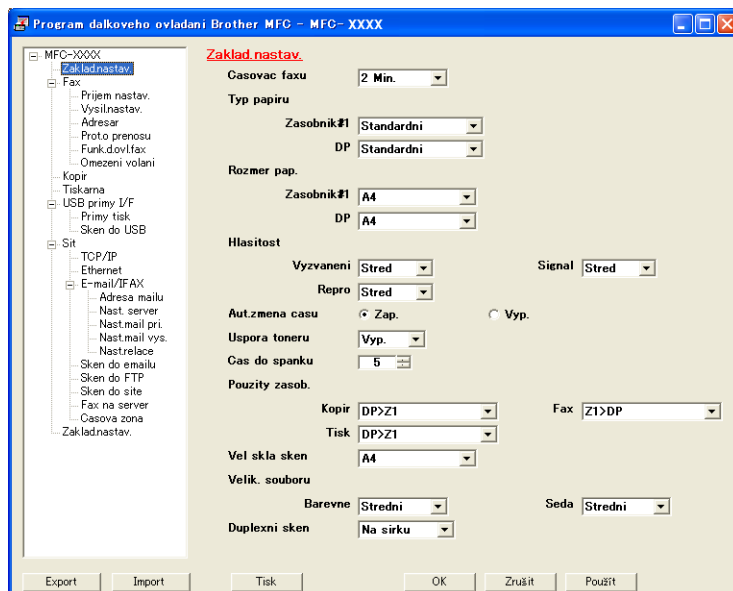 Program dalkoveho ovladani Brother MFC - MFC- XXXX
MFC-XXXX
Zaklad.nastav.
Fax
Prijem nastav.
Vysil.nastav.
Adresar
Prot.o prenosu
Funk.d.ovl.fax
Omezeni volani
Kopir
Tiskarna
USB primy I/F
Primy tisk
Sken do USB
Sit
TCP/IP
Ethernet
E-mail/IFAX
Adresa mailu
Nast. server
Nast.mail pri.
Nast.mail vys.
Nast.relace
Sken do emailu
Sken do FTP
Sken do site
Fax na server
Casova zona
Zaklad.nastav.
Zaklad.nastav.
Casovac faxu 2 Min.
Typ papiru
Zasobnik#1 Standardni
DP Standardni
Rozmer pap.
Zasobnik#1 A4
DP A4
Hlasitost
Vyzvaneni Stred Signal Stred
Repro Stred
Aut.zmena casu Zap. Vyp.
Uspora toneru Vyp.
Cas do spanku 5
Pouzity zasob.
Kopir DP>Z1 Fax Z1>DP
Tisk DP>Z1
Vel skla sken A4
Velik. souboru
Barevne Stredni Seda Stredni
Duplexni sken Na sirku
Export Import Tisk OK Zrušit Použít